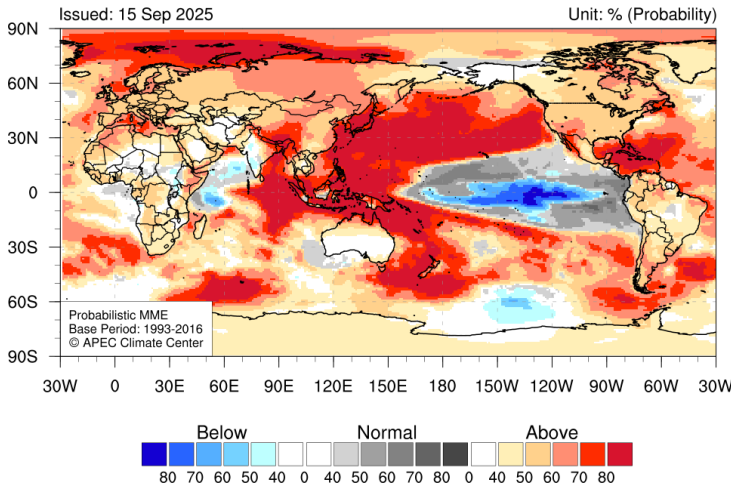 Issued: 15 Sep 2025 Unit: % (Probability)
90N
60N
30N
0
30S
60S
90S
Probabilistic MME
Base Period: 1993-2016
© APEC Climate Center
30W 0 30E 60E 90E 120E 150E 180 150W 120W 90W 60W 30W
Below Normal Above
80 70 60 50 40 0 40 50 60 70 80 0 40 50 60 70 80